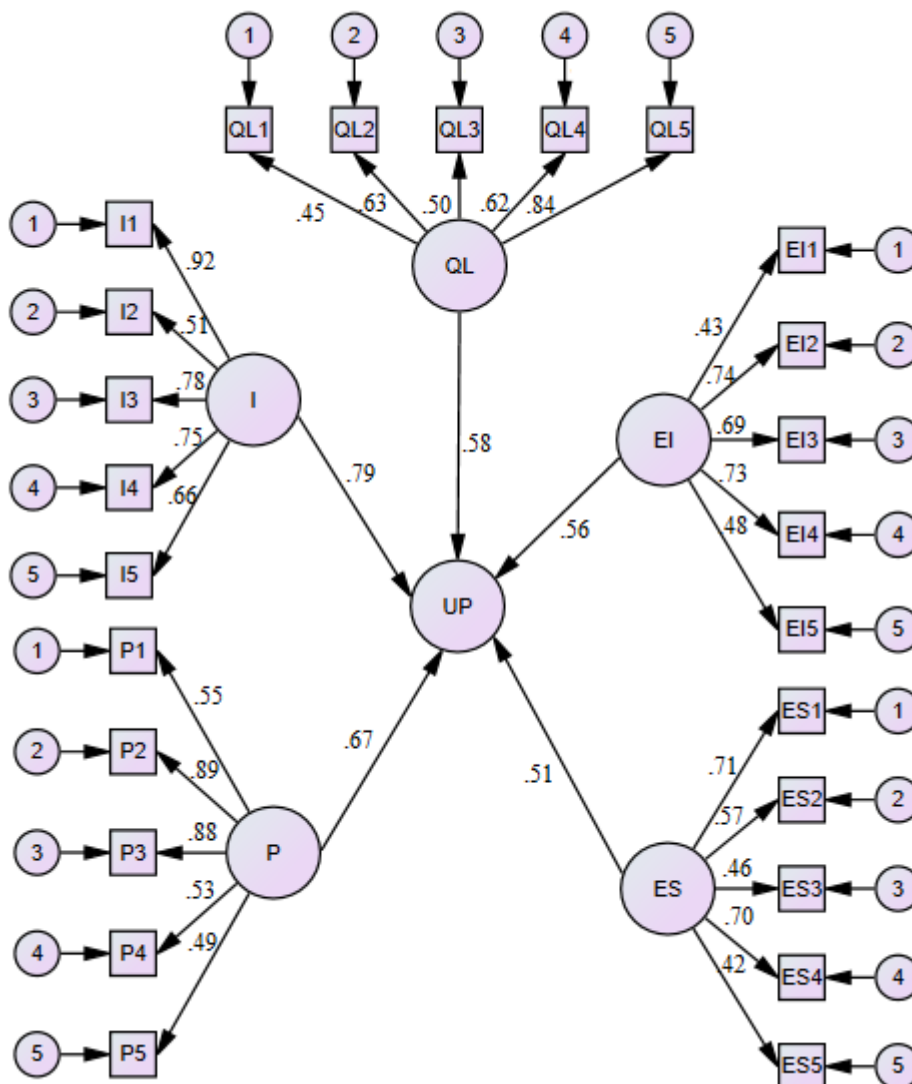 1 2 3 4 5
QL1 QL2 QL3 QL4 QL5
.45 .63 .50 .62 .84
QL
1 I1
2 I2
3 I3
4 I4
5 I5
.92
.51
.78
.75
.66
I
.79
.58
EI1 1
EI2 2
EI3 3
EI4 4
EI5 5
.43
.74
.69
.73
.48
EI
.56
UP
1 P1
2 P2
3 P3
4 P4
5 P5
.55
.89
.88
.53
.49
P
.67
.51
ES1 1
ES2 2
ES3 3
ES4 4
ES5 5
.71
.57
.46
.70
.42
ES